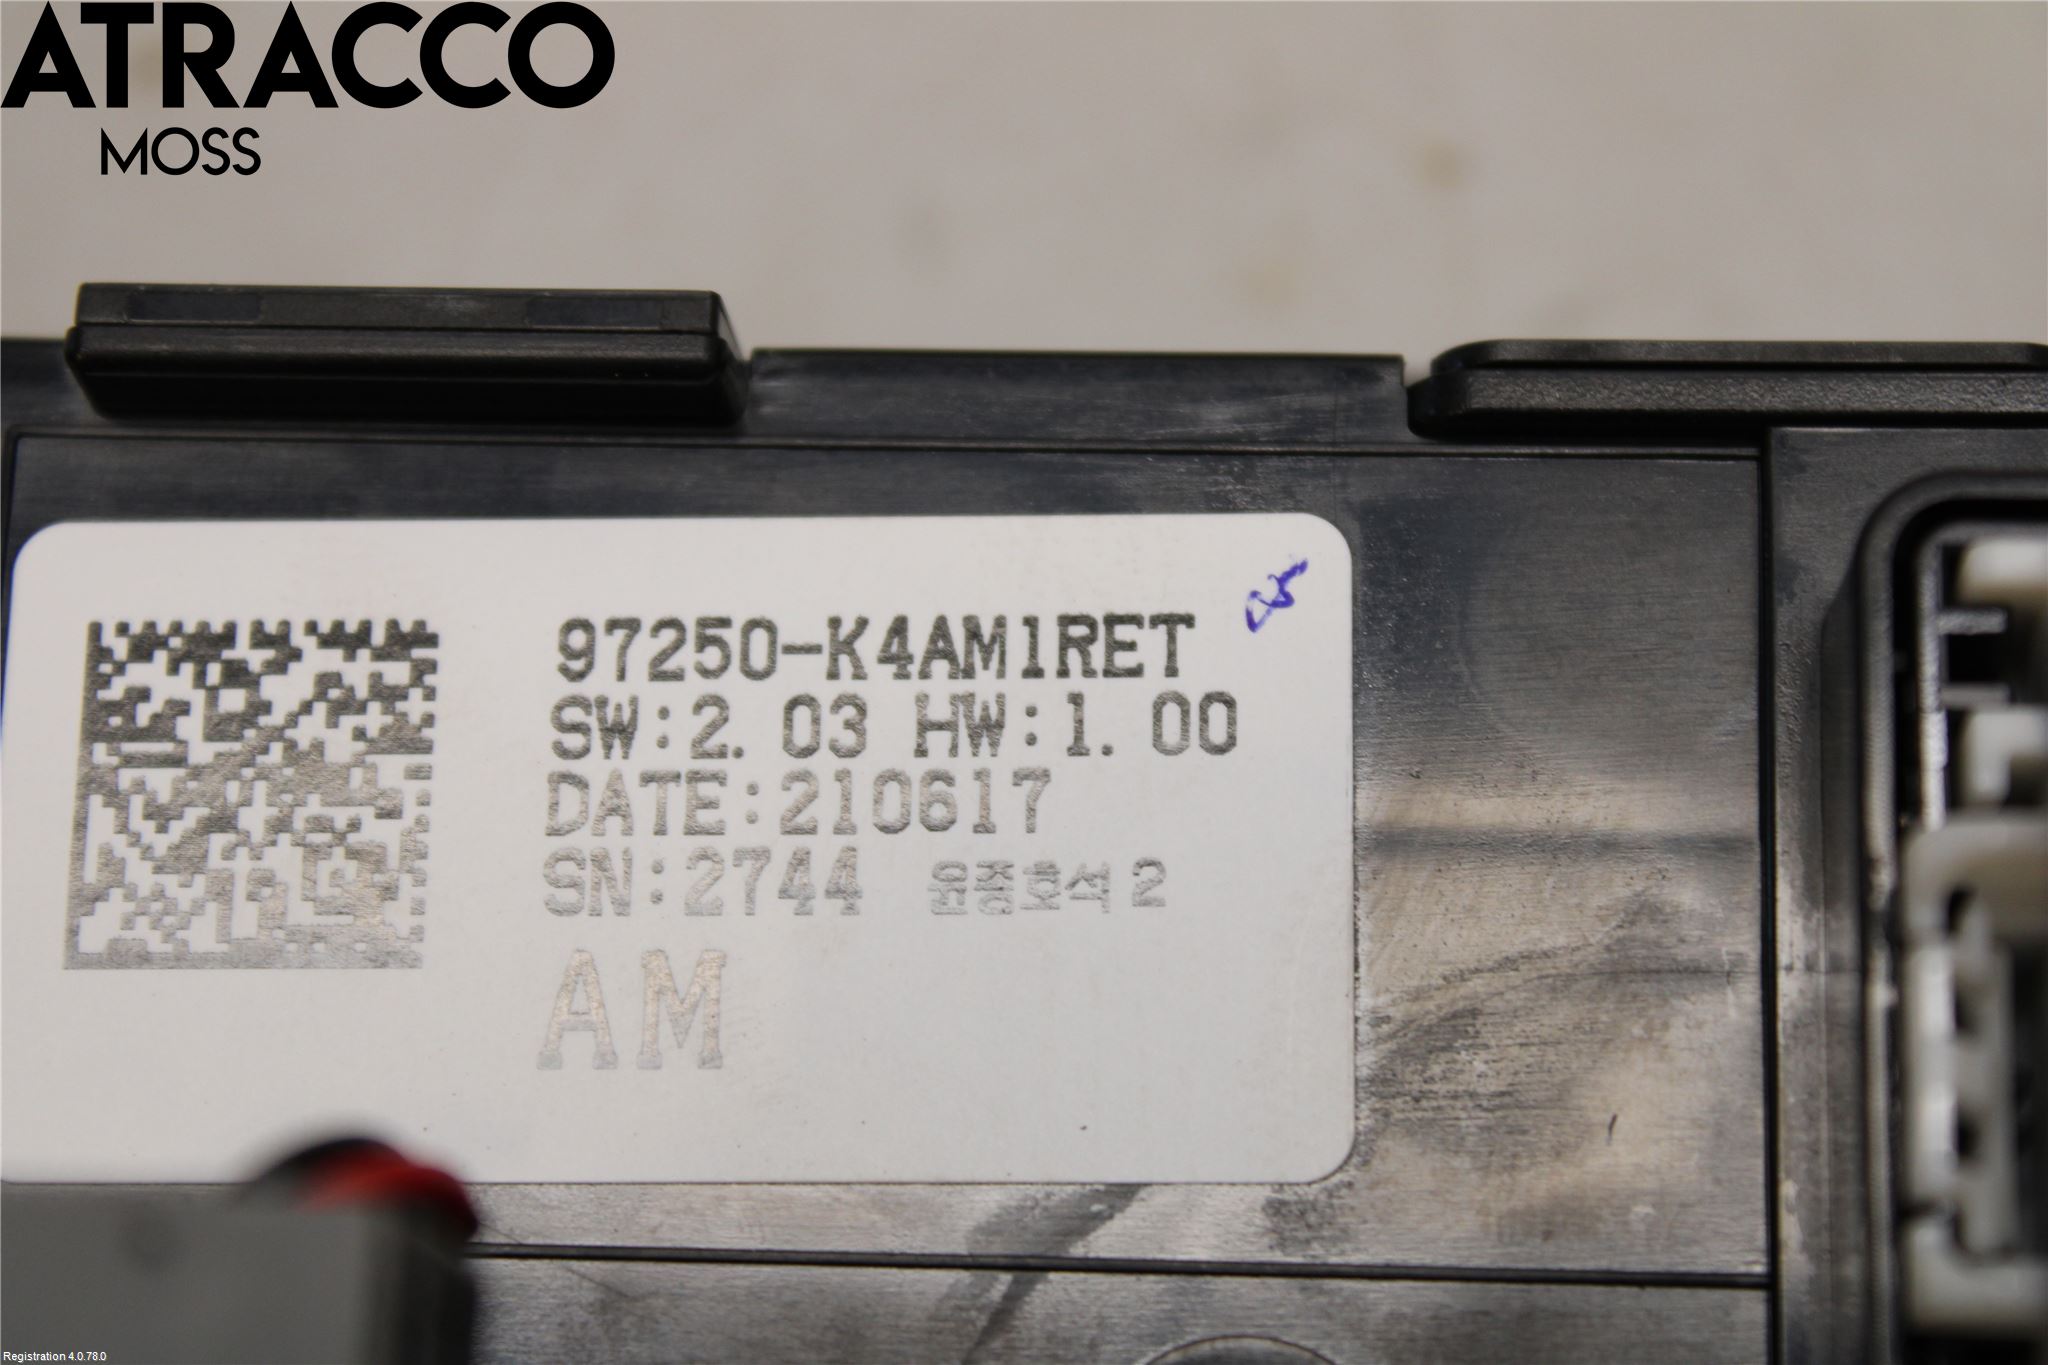 ATRACCO
MOSS
97250-K4AM1RET
SW:2.03 HW:1.00
DATE:210617
SN:2744 윤종호석 2
AM
Registration 4.0.78.0